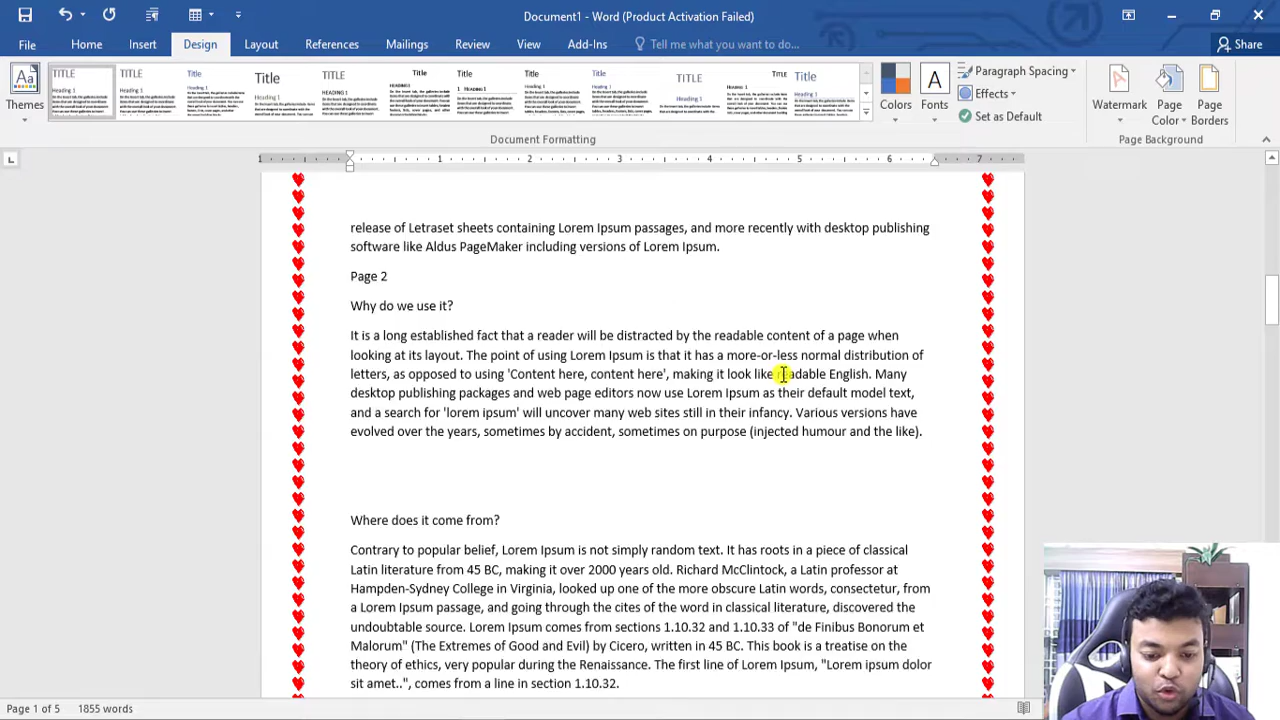 Document1 - Word (Product Activation Failed)
File Home Insert Design Layout References Mailings Review View Add-Ins Tell me what you want to do... Share
Themes
Colors
Fonts
Paragraph Spacing
Effects
Set as Default
Watermark
Page Color
Page Borders
Document Formatting
Page Background
release of Letraset sheets containing Lorem Ipsum passages, and more recently with desktop publishing
software like Aldus PageMaker including versions of Lorem Ipsum.
Page 2
Why do we use it?
It is a long established fact that a reader will be distracted by the readable content of a page when
looking at its layout. The point of using Lorem Ipsum is that it has a more-or-less normal distribution of
letters, as opposed to using 'Content here, content here', making it look like readable English. Many
desktop publishing packages and web page editors now use Lorem Ipsum as their default model text,
and a search for 'lorem ipsum' will uncover many web sites still in their infancy. Various versions have
evolved over the years, sometimes by accident, sometimes on purpose (injected humour and the like).
Where does it come from?
Contrary to popular belief, Lorem Ipsum is not simply random text. It has roots in a piece of classical
Latin literature from 45 BC, making it over 2000 years old. Richard McClintock, a Latin professor at
Hampden-Sydney College in Virginia, looked up one of the more obscure Latin words, consectetur, from
a Lorem Ipsum passage, and going through the cites of the word in classical literature, discovered the
undoubtable source. Lorem Ipsum comes from sections 1.10.32 and 1.10.33 of "de Finibus Bonorum et
Malorum" (The Extremes of Good and Evil) by Cicero, written in 45 BC. This book is a treatise on the
theory of ethics, very popular during the Renaissance. The first line of Lorem Ipsum, "Lorem ipsum dolor
sit amet..", comes from a line in section 1.10.32.
Page 1 of 5 1855 words